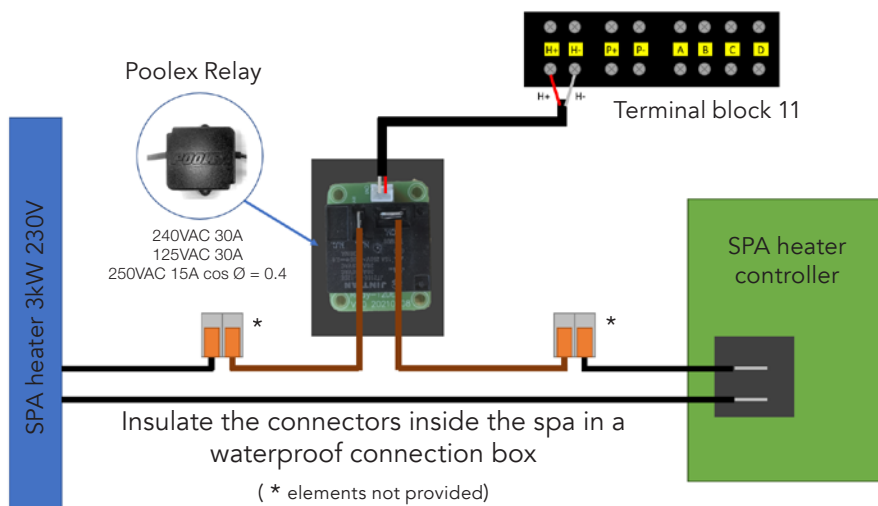 H+ H- P+ P- A B C D
H+ H-
Terminal block 11
Poolex Relay
POOLEX
240VAC 30A
125VAC 30A
250VAC 15A cos Ø = 0.4
SPA heater 3kW 230V
SPA heater
controller
*
*
Insulate the connectors inside the spa in a
waterproof connection box
( * elements not provided)